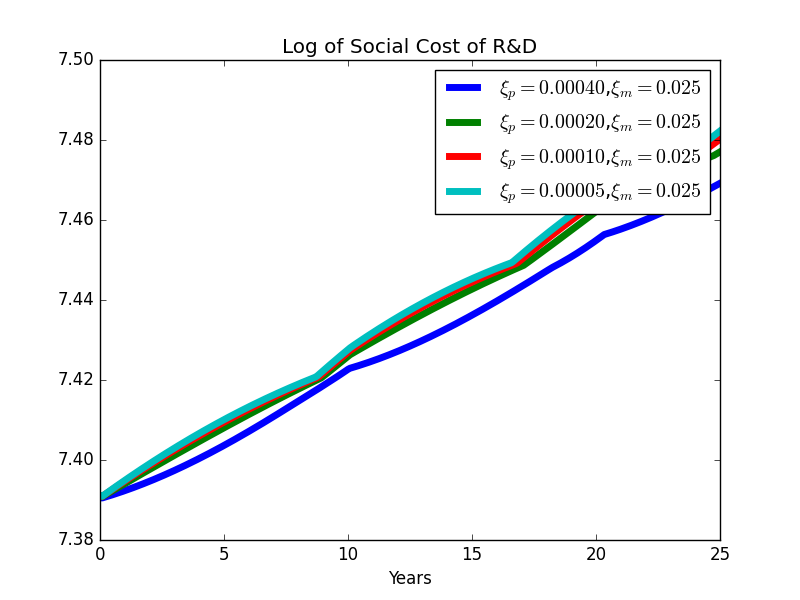 Log of Social Cost of R&D
7.50
7.48
7.46
7.44
7.42
7.40
7.38
ξp = 0.00040,ξm = 0.025
ξp = 0.00020,ξm = 0.025
ξp = 0.00010,ξm = 0.025
ξp = 0.00005,ξm = 0.025
0 5 10 15 20 25
Years